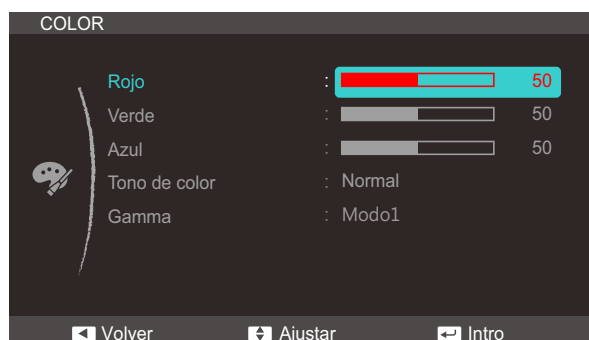 COLOR
Rojo : 50
Verde : 50
Azul : 50
Tono de color : Normal
Gamma : Modo1
Volver Ajustar Intro